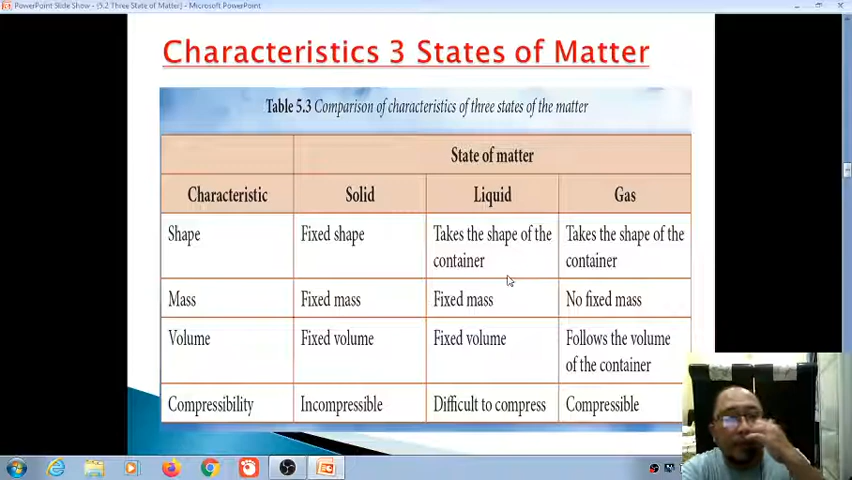 PowerPoint Slide Show - [5.2 Three State of Matter] - Microsoft PowerPoint
Characteristics 3 States of Matter
Table 5.3 Comparison of characteristics of three states of the matter
State of matter
Characteristic Solid Liquid Gas
Shape Fixed shape Takes the shape of the Takes the shape of the
container container
Mass Fixed mass Fixed mass No fixed mass
Volume Fixed volume Fixed volume Follows the volume
of the container
Compressibility Incompressible Difficult to compress Compressible